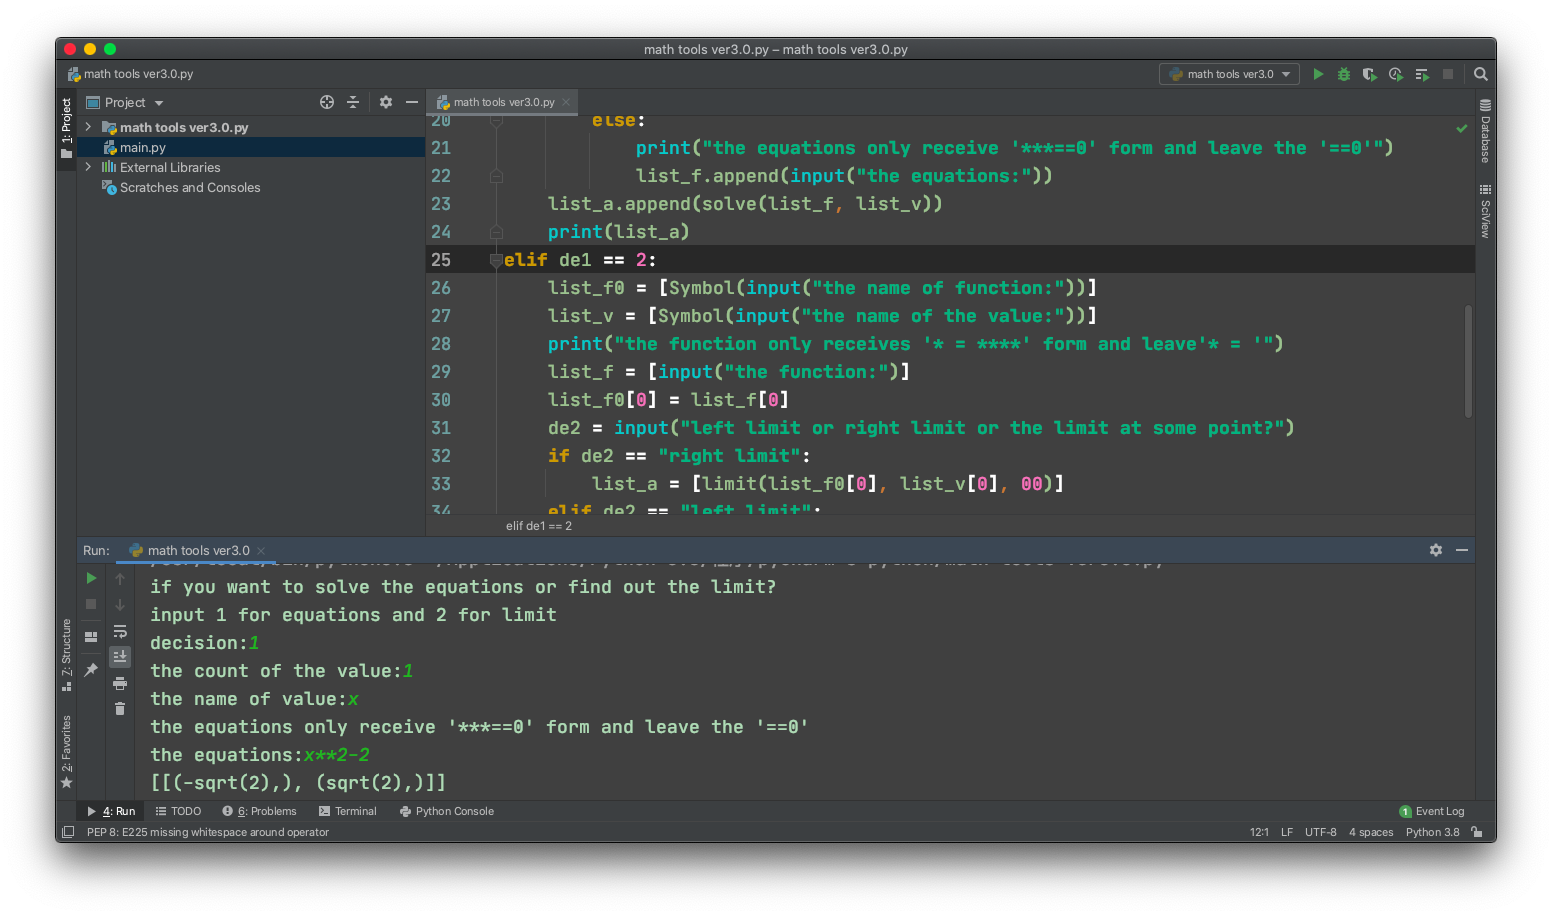 math tools ver3.0.py – math tools ver3.0.py
math tools ver3.0.py
math tools ver3.0
1: Project
Project
math tools ver3.0.py
main.py
External Libraries
Scratches and Consoles
math tools ver3.0.py
20 else:
21 print("the equations only receive '***==0' form and leave the '==0'")
22 list_f.append(input("the equations:"))
23 list_a.append(solve(list_f, list_v))
24 print(list_a)
25 elif de1 == 2:
26 list_f0 = [Symbol(input("the name of function:"))]
27 list_v = [Symbol(input("the name of the value:"))]
28 print("the function only receives '* = ****' form and leave'* = '")
29 list_f = [input("the function:")]
30 list_f0[0] = list_f[0]
31 de2 = input("left limit or right limit or the limit at some point?")
32 if de2 == "right limit":
33 list_a = [limit(list_f0[0], list_v[0], 00)]
34 elif de2 == "left limit":
elif de1 == 2
Database
SciView
Run: math tools ver3.0
if you want to solve the equations or find out the limit?
input 1 for equations and 2 for limit
decision:1
the count of the value:1
the name of value:x
the equations only receive '***==0' form and leave the '==0'
the equations:x**2-2
[[(-sqrt(2),), (sqrt(2),)]]
Z: Structure
2: Favorites
4: Run TODO 6: Problems Terminal Python Console 1 Event Log
PEP 8: E225 missing whitespace around operator 12:1 LF UTF-8 4 spaces Python 3.8